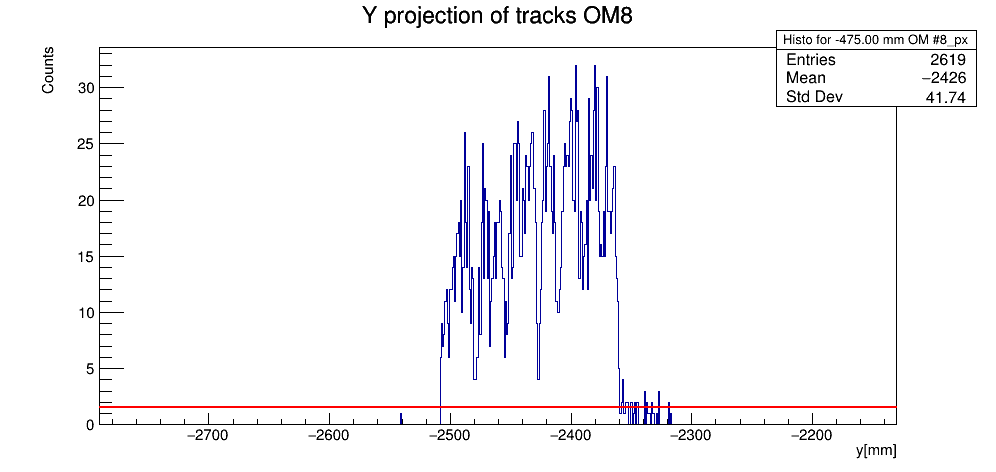 Y projection of tracks OM8
Histo for -475.00 mm OM #8_px
Entries 2619
Mean −2426
Std Dev 41.74
Counts
30
25
20
15
10
5
0
−2700 −2600 −2500 −2400 −2300 −2200
y[mm]